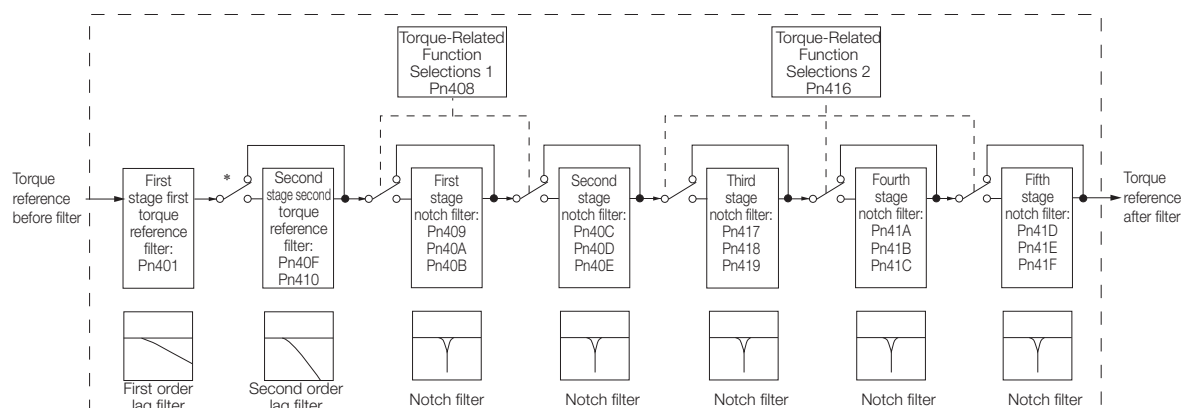 Torque-Related
Function
Selections 1
Pn408
Torque-Related
Function
Selections 2
Pn416
Torque
reference
before filter
First
stage first
torque
reference
filter:
Pn401
*
Second
stage second
torque
reference
filter:
Pn40F
Pn410
First
stage
notch filter:
Pn409
Pn40A
Pn40B
Second
stage
notch filter:
Pn40C
Pn40D
Pn40E
Third
stage
notch filter:
Pn417
Pn418
Pn419
Fourth
stage
notch filter:
Pn41A
Pn41B
Pn41C
Fifth
stage
notch filter:
Pn41D
Pn41E
Pn41F
Torque
reference
after filter
First order
lag filter
Second order
lag filter
Notch filter
Notch filter
Notch filter
Notch filter
Notch filter